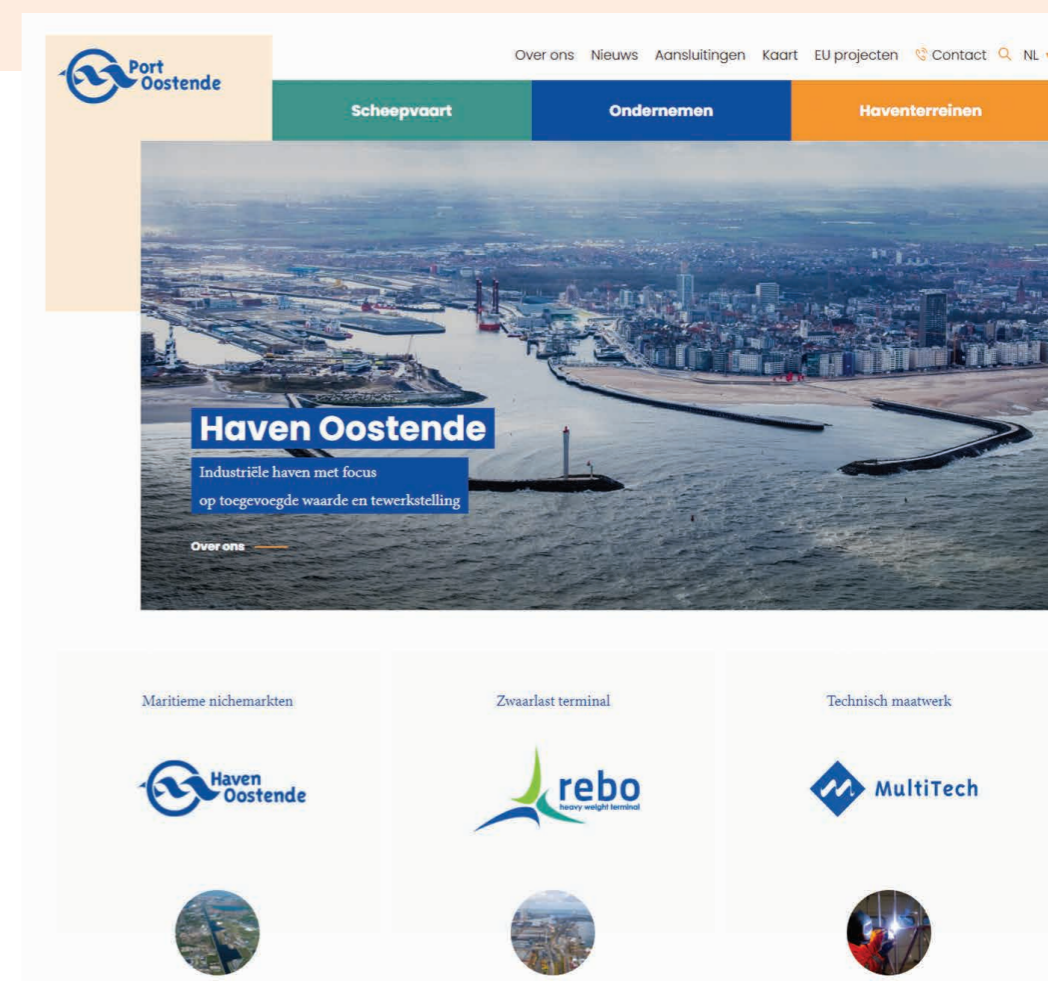 Port
Oostende
Over ons Nieuws Aansluitingen Kaart EU projecten Contact NL
Scheepvaart Ondernemen Haventerreinen
Haven Oostende
Industriële haven met focus
op toegevoegde waarde en tewerkstelling
Over ons
Maritieme nichemarkten Zwaarlast terminal Technisch maatwerk
Haven
Oostende
rebo
heavy weight terminal
MultiTech